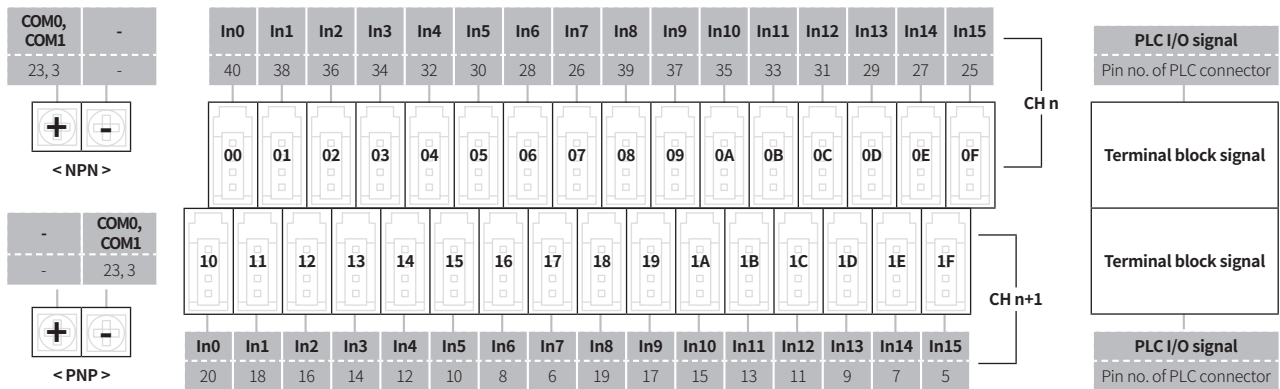 COM0, COM1 -
23, 3 -
+ -
< NPN >
- COM0, COM1
- 23, 3
+ -
< PNP >
In0 In1 In2 In3 In4 In5 In6 In7 In8 In9 In10 In11 In12 In13 In14 In15
40 38 36 34 32 30 28 26 39 37 35 33 31 29 27 25
00 01 02 03 04 05 06 07 08 09 0A 0B 0C 0D 0E 0F
CH n
10 11 12 13 14 15 16 17 18 19 1A 1B 1C 1D 1E 1F
CH n+1
In0 In1 In2 In3 In4 In5 In6 In7 In8 In9 In10 In11 In12 In13 In14 In15
20 18 16 14 12 10 8 6 19 17 15 13 11 9 7 5
PLC I/O signal
Pin no. of PLC connector
Terminal block signal
Terminal block signal
PLC I/O signal
Pin no. of PLC connector